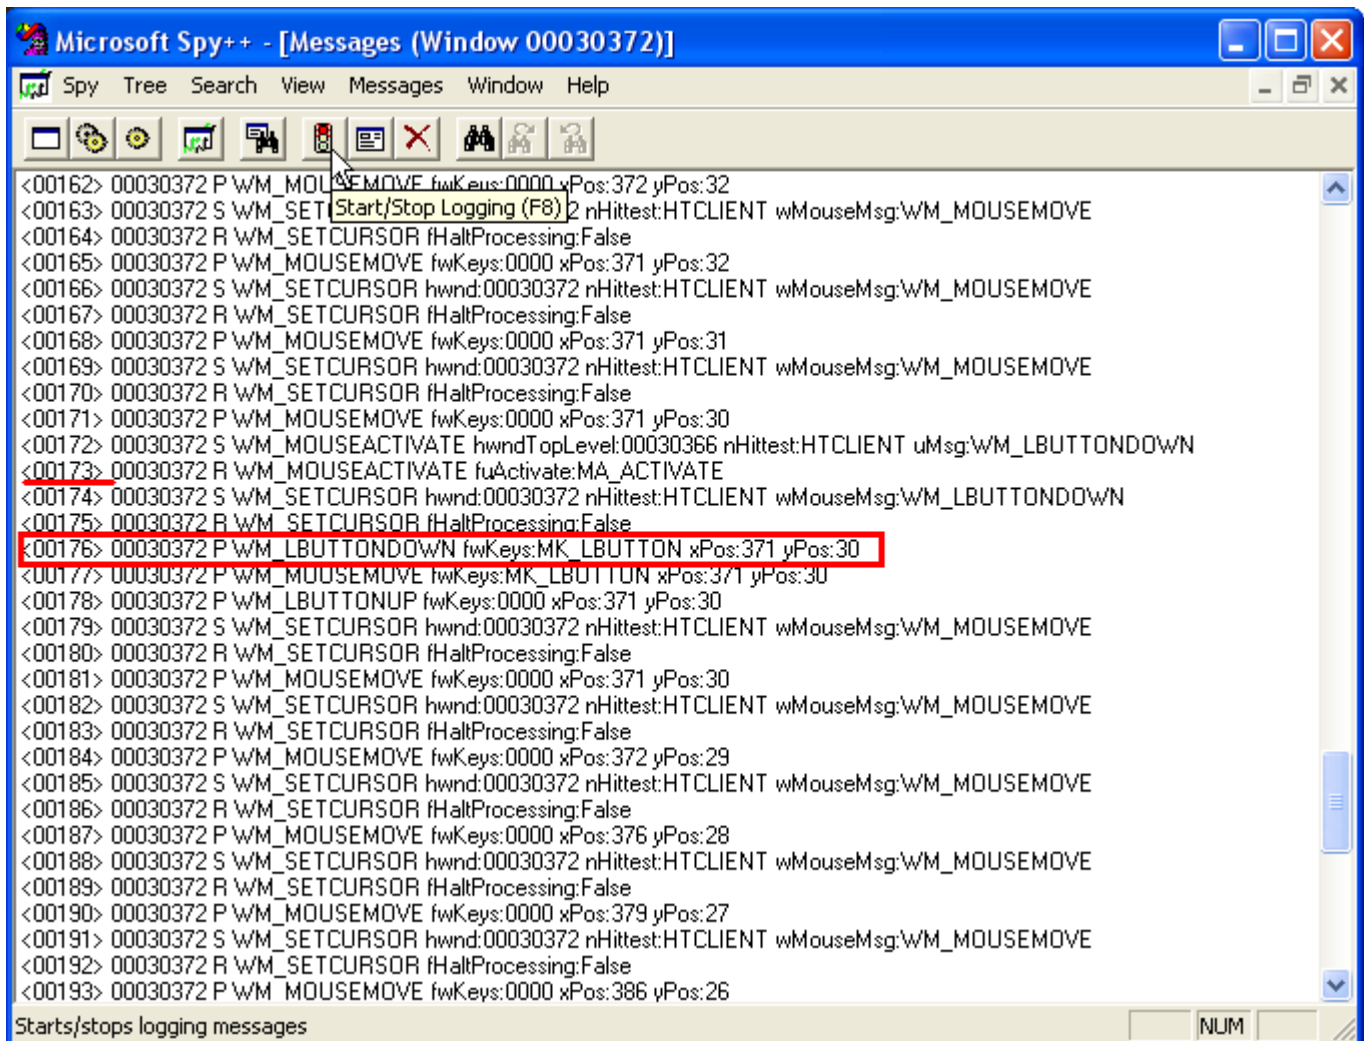 Microsoft Spy++ - [Messages (Window 00030372)]
Spy Tree Search View Messages Window Help
<00162> 00030372 P WM_MOUSEMOVE fwKeys:0000 xPos:372 yPos:32
Start/Stop Logging (F8)
<00163> 00030372 S WM_SET 2 nHittest:HTCLIENT wMouseMsg:WM_MOUSEMOVE
<00164> 00030372 R WM_SETCURSOR fHaltProcessing:False
<00165> 00030372 P WM_MOUSEMOVE fwKeys:0000 xPos:371 yPos:32
<00166> 00030372 S WM_SETCURSOR hwnd:00030372 nHittest:HTCLIENT wMouseMsg:WM_MOUSEMOVE
<00167> 00030372 R WM_SETCURSOR fHaltProcessing:False
<00168> 00030372 P WM_MOUSEMOVE fwKeys:0000 xPos:371 yPos:31
<00169> 00030372 S WM_SETCURSOR hwnd:00030372 nHittest:HTCLIENT wMouseMsg:WM_MOUSEMOVE
<00170> 00030372 R WM_SETCURSOR fHaltProcessing:False
<00171> 00030372 P WM_MOUSEMOVE fwKeys:0000 xPos:371 yPos:30
<00172> 00030372 S WM_MOUSEACTIVATE hwndTopLevel:00030366 nHittest:HTCLIENT uMsg:WM_LBUTTONDOWN
<00173> 00030372 R WM_MOUSEACTIVATE fuActivate:MA_ACTIVATE
<00174> 00030372 S WM_SETCURSOR hwnd:00030372 nHittest:HTCLIENT wMouseMsg:WM_LBUTTONDOWN
<00175> 00030372 R WM_SETCURSOR fHaltProcessing:False
<00176> 00030372 P WM_LBUTTONDOWN fwKeys:MK_LBUTTON xPos:371 yPos:30
<00177> 00030372 P WM_MOUSEMOVE fwKeys:MK_LBUTTON xPos:371 yPos:30
<00178> 00030372 P WM_LBUTTONUP fwKeys:0000 xPos:371 yPos:30
<00179> 00030372 S WM_SETCURSOR hwnd:00030372 nHittest:HTCLIENT wMouseMsg:WM_MOUSEMOVE
<00180> 00030372 R WM_SETCURSOR fHaltProcessing:False
<00181> 00030372 P WM_MOUSEMOVE fwKeys:0000 xPos:371 yPos:30
<00182> 00030372 S WM_SETCURSOR hwnd:00030372 nHittest:HTCLIENT wMouseMsg:WM_MOUSEMOVE
<00183> 00030372 R WM_SETCURSOR fHaltProcessing:False
<00184> 00030372 P WM_MOUSEMOVE fwKeys:0000 xPos:372 yPos:29
<00185> 00030372 S WM_SETCURSOR hwnd:00030372 nHittest:HTCLIENT wMouseMsg:WM_MOUSEMOVE
<00186> 00030372 R WM_SETCURSOR fHaltProcessing:False
<00187> 00030372 P WM_MOUSEMOVE fwKeys:0000 xPos:376 yPos:28
<00188> 00030372 S WM_SETCURSOR hwnd:00030372 nHittest:HTCLIENT wMouseMsg:WM_MOUSEMOVE
<00189> 00030372 R WM_SETCURSOR fHaltProcessing:False
<00190> 00030372 P WM_MOUSEMOVE fwKeys:0000 xPos:379 yPos:27
<00191> 00030372 S WM_SETCURSOR hwnd:00030372 nHittest:HTCLIENT wMouseMsg:WM_MOUSEMOVE
<00192> 00030372 R WM_SETCURSOR fHaltProcessing:False
<00193> 00030372 P WM_MOUSEMOVE fwKeys:0000 xPos:386 yPos:26
Starts/stops logging messages
NUM